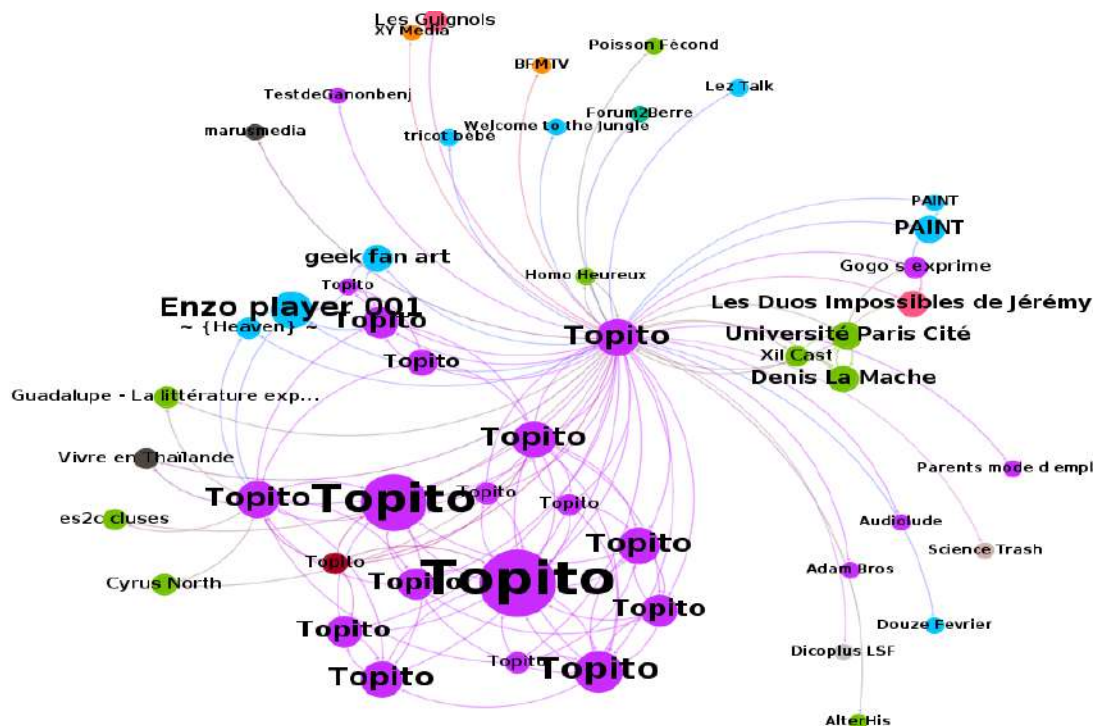 Les Guignols
XY Media
Poisson Fécond
BFMTV
Lez Talk
TestdeGanonbenj
Forum2Berre
marusmedia
Welcome to the jungle
tricot bébé
PAINT
PAINT
geek fan art
Gogo s exprime
Homo Heureux
Topito
Les Duos Impossibles de Jérémy
Enzo player 001
~ {Heaven} ~
Topito
Topito
Université Paris Cité
Xil Cast
Topito
Denis La Mache
Guadalupe - La littérature exp...
Topito
Vivre en Thaïlande
Parents mode d empl
Topito
Topito
Topito
Topito
es2c cluses
Audiclude
Topito
Science Trash
Topito
Adam Bros
Cyrus North
Topito
Topito
Topito
Douze Fevrier
Topito
Dicoplus LSF
Topito
Topito
Topito
AlterHis